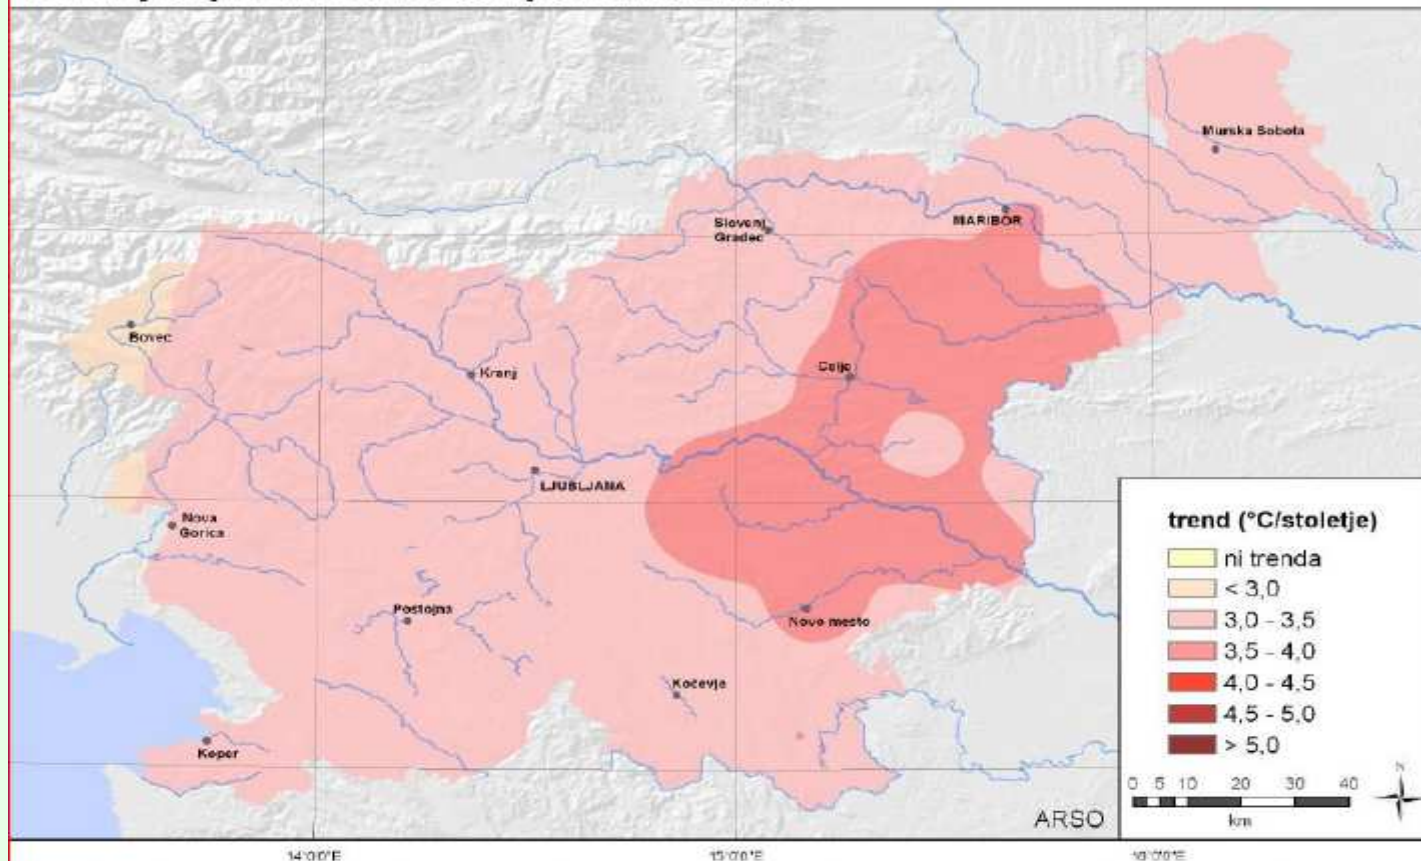 Murska Sobota
Slovenj
Gradec
MARIBOR
Bovec
Kranj
Celje
LJUBLJANA
Nova
Gorica
Postojna
Novo mesto
Kočevje
Koper
trend (°C/stoletje)
ni trenda
< 3,0
3,0 - 3,5
3,5 - 4,0
4,0 - 4,5
4,5 - 5,0
> 5,0
N
0 5 10 20 30 40
km
ARSO
14°0'0"E 15°0'0"E 16°0'0"E